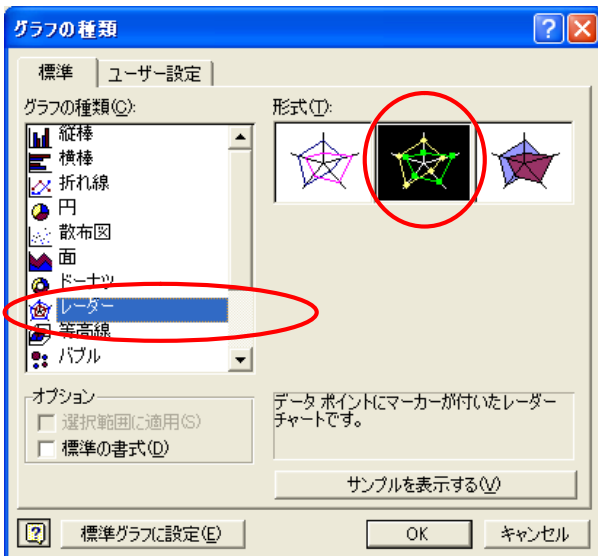 グラフの種類
標準
ユーザー設定
グラフの種類(C):
形式(T):
縦棒
横棒
折れ線
円
散布図
面
ドーナツ
レーダー
等高線
バブル
オプション
選択範囲に適用(S)
標準の書式(D)
データ ポイントにマーカーが付いたレーダー
チャートです。
サンプルを表示する(V)
標準グラフに設定(E)
OK
キャンセル